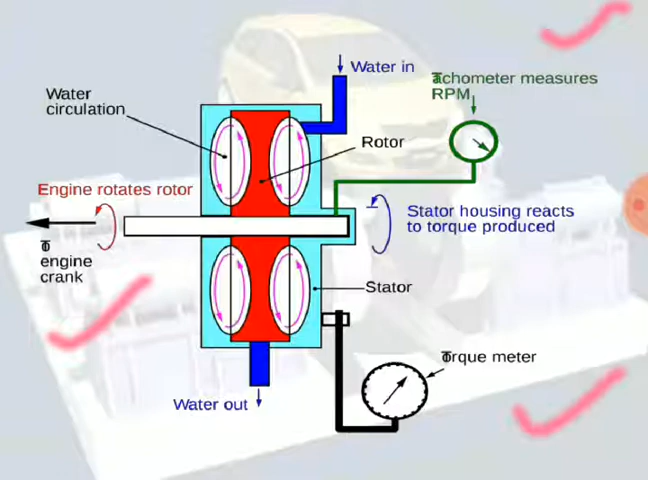 Water in
Tachometer measures
RPM
Water
circulation
Rotor
Engine rotates rotor
Stator housing reacts
to torque produced
To
engine
crank
Stator
Torque meter
Water out